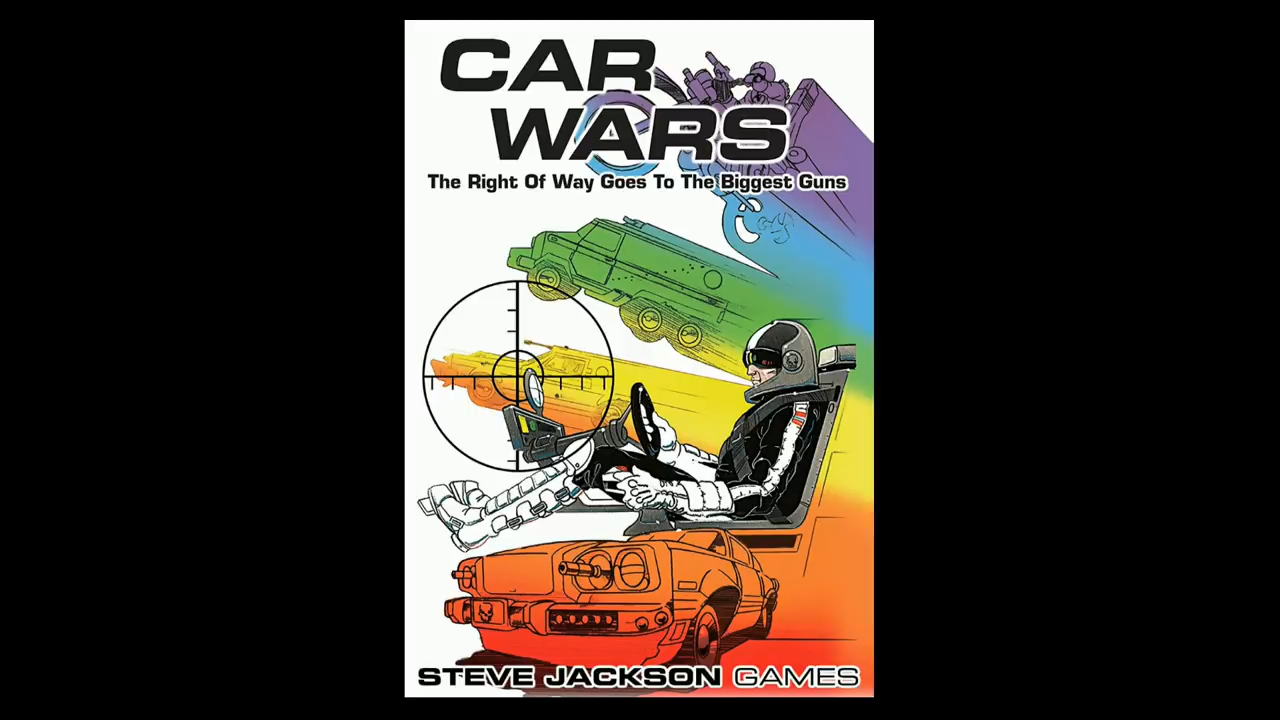 CAR
WARS
The Right Of Way Goes To The Biggest Guns
STEVE JACKSON GAMES